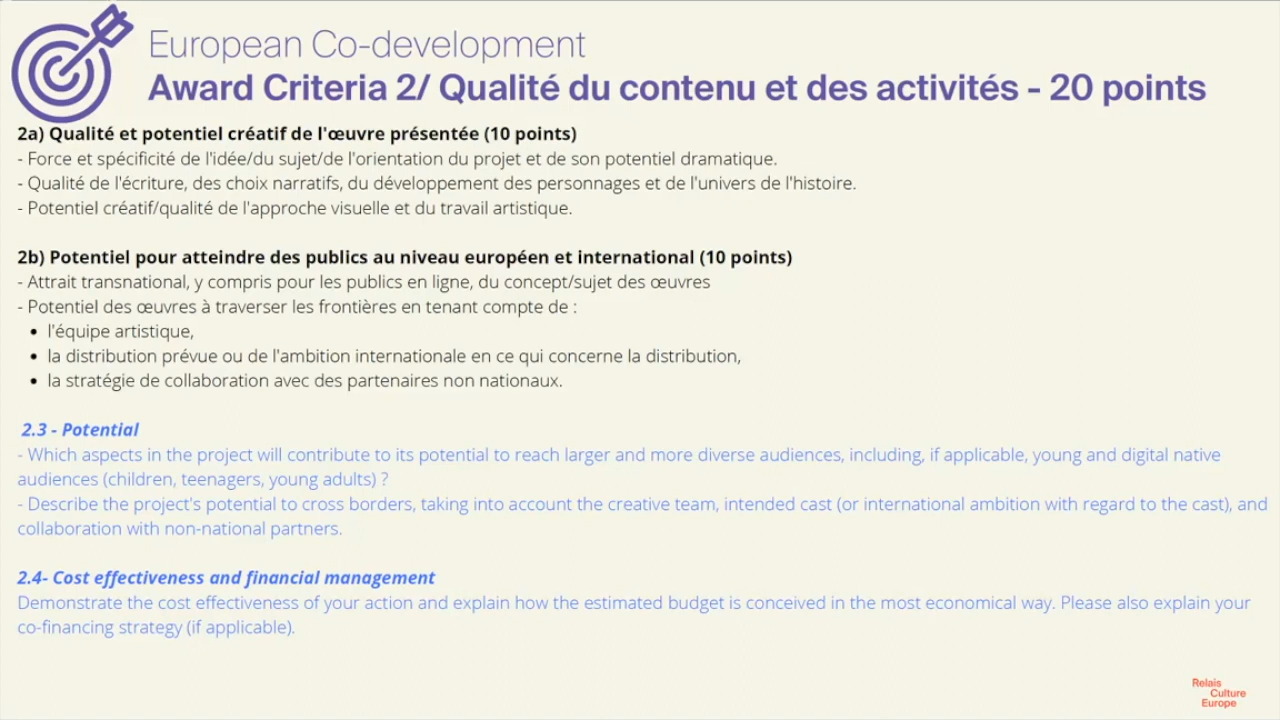 European Co-development
Award Criteria 2/ Qualité du contenu et des activités - 20 points
2a) Qualité et potentiel créatif de l'œuvre présentée (10 points)
- Force et spécificité de l'idée/du sujet/de l'orientation du projet et de son potentiel dramatique.
- Qualité de l'écriture, des choix narratifs, du développement des personnages et de l'univers de l'histoire.
- Potentiel créatif/qualité de l'approche visuelle et du travail artistique.
2b) Potentiel pour atteindre des publics au niveau européen et international (10 points)
- Attrait transnational, y compris pour les publics en ligne, du concept/sujet des œuvres
- Potentiel des œuvres à traverser les frontières en tenant compte de :
• l'équipe artistique,
• la distribution prévue ou de l'ambition internationale en ce qui concerne la distribution,
• la stratégie de collaboration avec des partenaires non nationaux.
2.3 - Potential
- Which aspects in the project will contribute to its potential to reach larger and more diverse audiences, including, if applicable, young and digital native
audiences (children, teenagers, young adults) ?
- Describe the project's potential to cross borders, taking into account the creative team, intended cast (or international ambition with regard to the cast), and
collaboration with non-national partners.
2.4- Cost effectiveness and financial management
Demonstrate the cost effectiveness of your action and explain how the estimated budget is conceived in the most economical way. Please also explain your
co-financing strategy (if applicable).
Relais
Culture
Europe